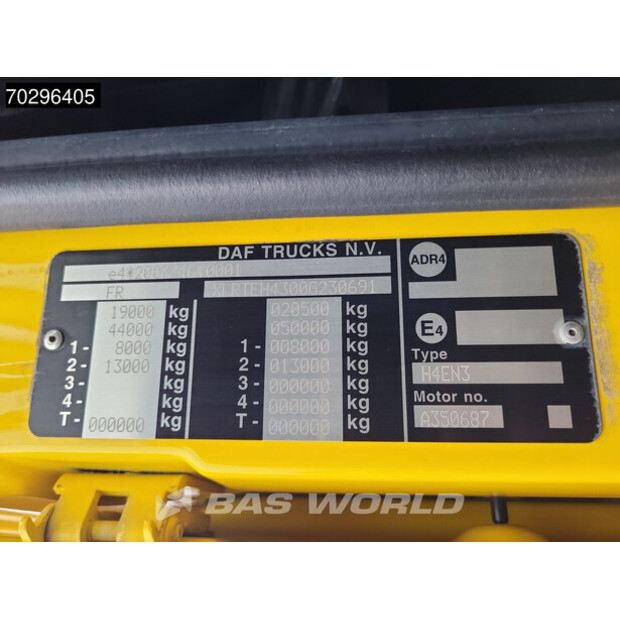 70296405
DAF TRUCKS N.V.
FR
19000 kg
44000 kg
1- 8000 kg
2- 13000 kg
3- kg
4- kg
T- 000000 kg
XLRTEH4300G230691
020500 kg
050000 kg
1- 008000 kg
2- 013000 kg
3- 000000 kg
4- 000000 kg
T- 000000 kg
ADR4
E4
Type
H4EN3
Motor no.
A350687
BAS WORLD